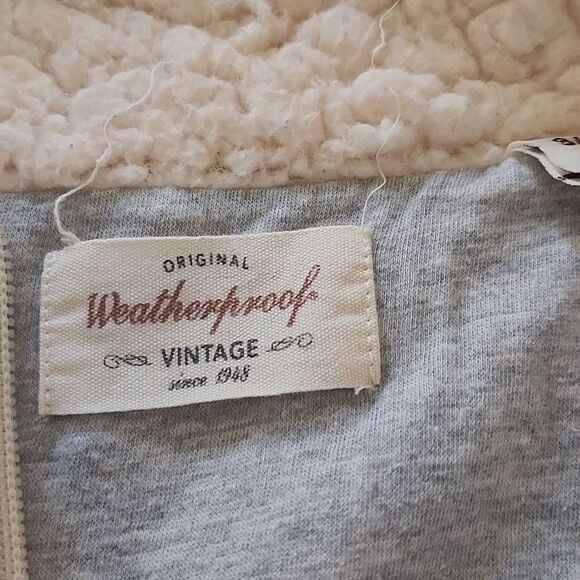 ORIGINAL
Weatherproof
VINTAGE
since 1948